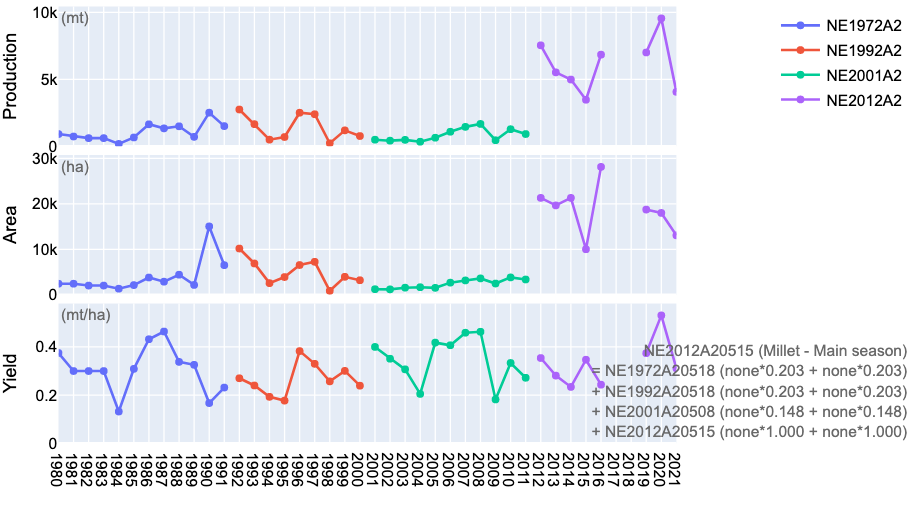 (mt)
10k
5k
0
Production
NE1972A2
NE1992A2
NE2001A2
NE2012A2
(ha)
30k
20k
10k
0
Area
(mt/ha)
0.4
0.2
0
Yield
NE2012A20515 (Millet - Main season)
= NE1972A20518 (none*0.203 + none*0.203)
+ NE1992A20518 (none*0.203 + none*0.203)
+ NE2001A20508 (none*0.148 + none*0.148)
+ NE2012A20515 (none*1.000 + none*1.000)
1980
1981
1982
1983
1984
1985
1986
1987
1988
1989
1990
1991
1992
1993
1994
1995
1996
1997
1998
1999
2000
2001
2002
2003
2004
2005
2006
2007
2008
2009
2010
2011
2012
2013
2014
2015
2016
2017
2018
2019
2020
2021